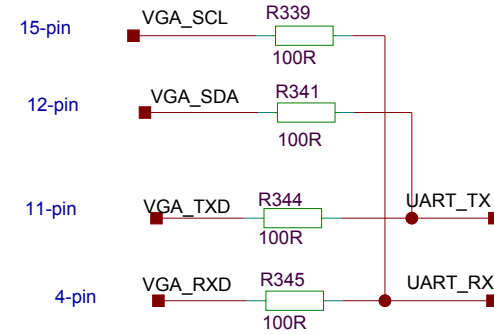 15-pin VGA_SCL R339
100R
12-pin VGA_SDA R341
100R
11-pin VGA_TXD R344 UART_TX
100R
4-pin VGA_RXD R345 UART_RX
100R